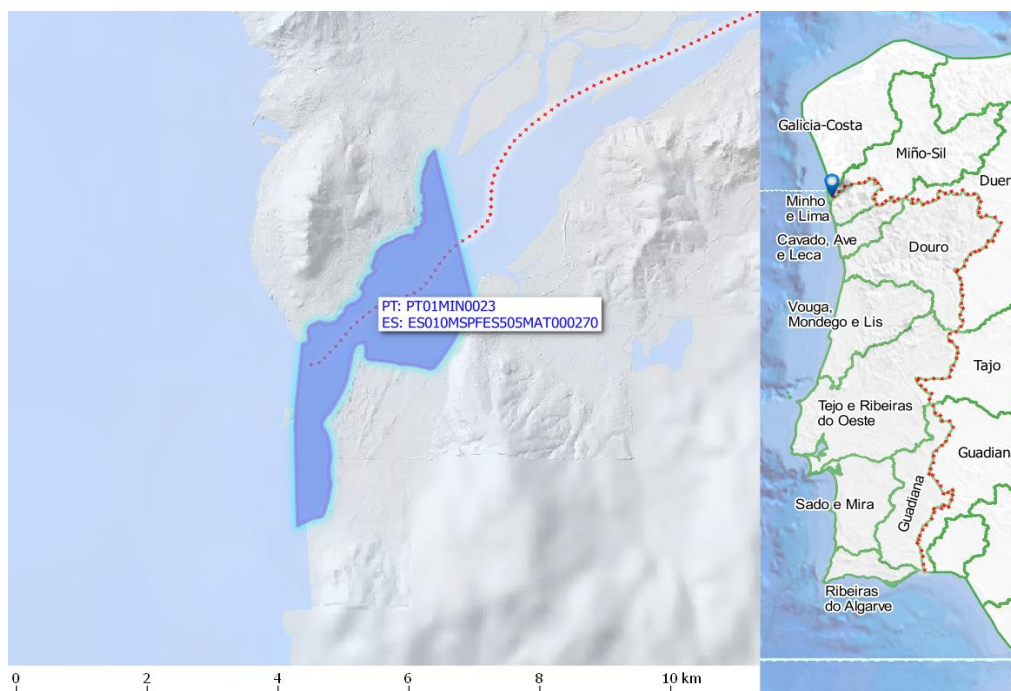 PT: PT01MIN0023
ES: ES010MSPFES505MAT000270
0 2 4 6 8 10 km
Galicia-Costa
Miño-Sil
Duer
Minho
e Lima
Cavado, Ave
e Leca
Douro
Vouga,
Mondego e Lis
Tajo
Tejo e Ribeiras
do Oeste
Guadiana
Sado e Mira
Guadiana
Ribeiras
do Algarve